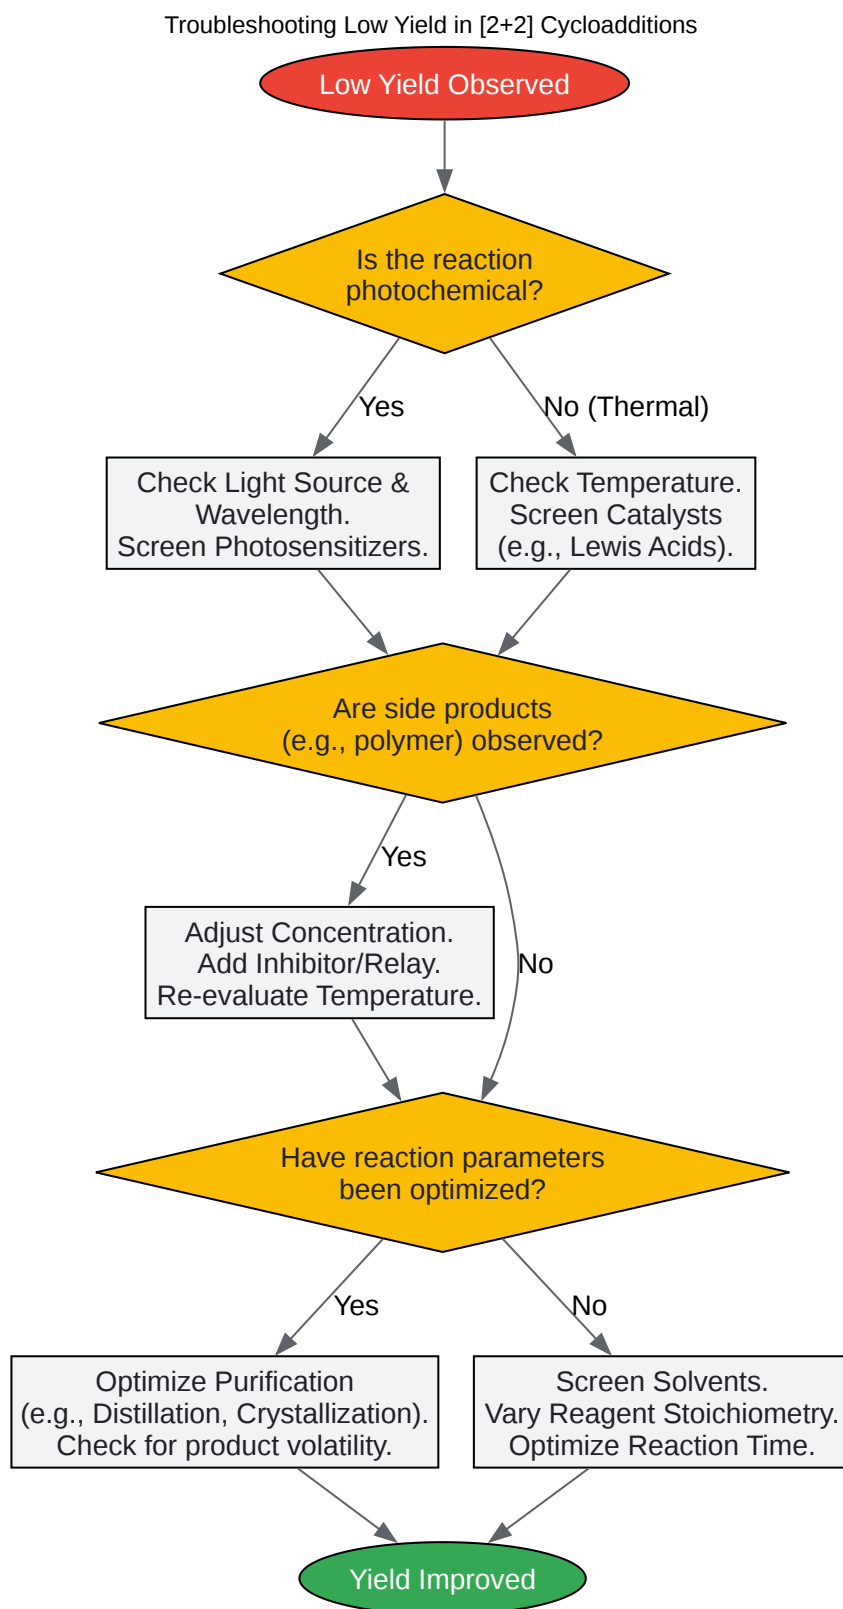 Troubleshooting Low Yield in [2+2] Cycloadditions
Low Yield Observed
Is the reaction
photochemical?
Yes
No (Thermal)
Check Light Source &
Wavelength.
Screen Photosensitizers.
Check Temperature.
Screen Catalysts
(e.g., Lewis Acids).
Are side products
(e.g., polymer) observed?
Yes
Adjust Concentration.
Add Inhibitor/Relay.
Re-evaluate Temperature.
No
Have reaction parameters
been optimized?
Yes
No
Optimize Purification
(e.g., Distillation, Crystallization).
Check for product volatility.
Screen Solvents.
Vary Reagent Stoichiometry.
Optimize Reaction Time.
Yield Improved